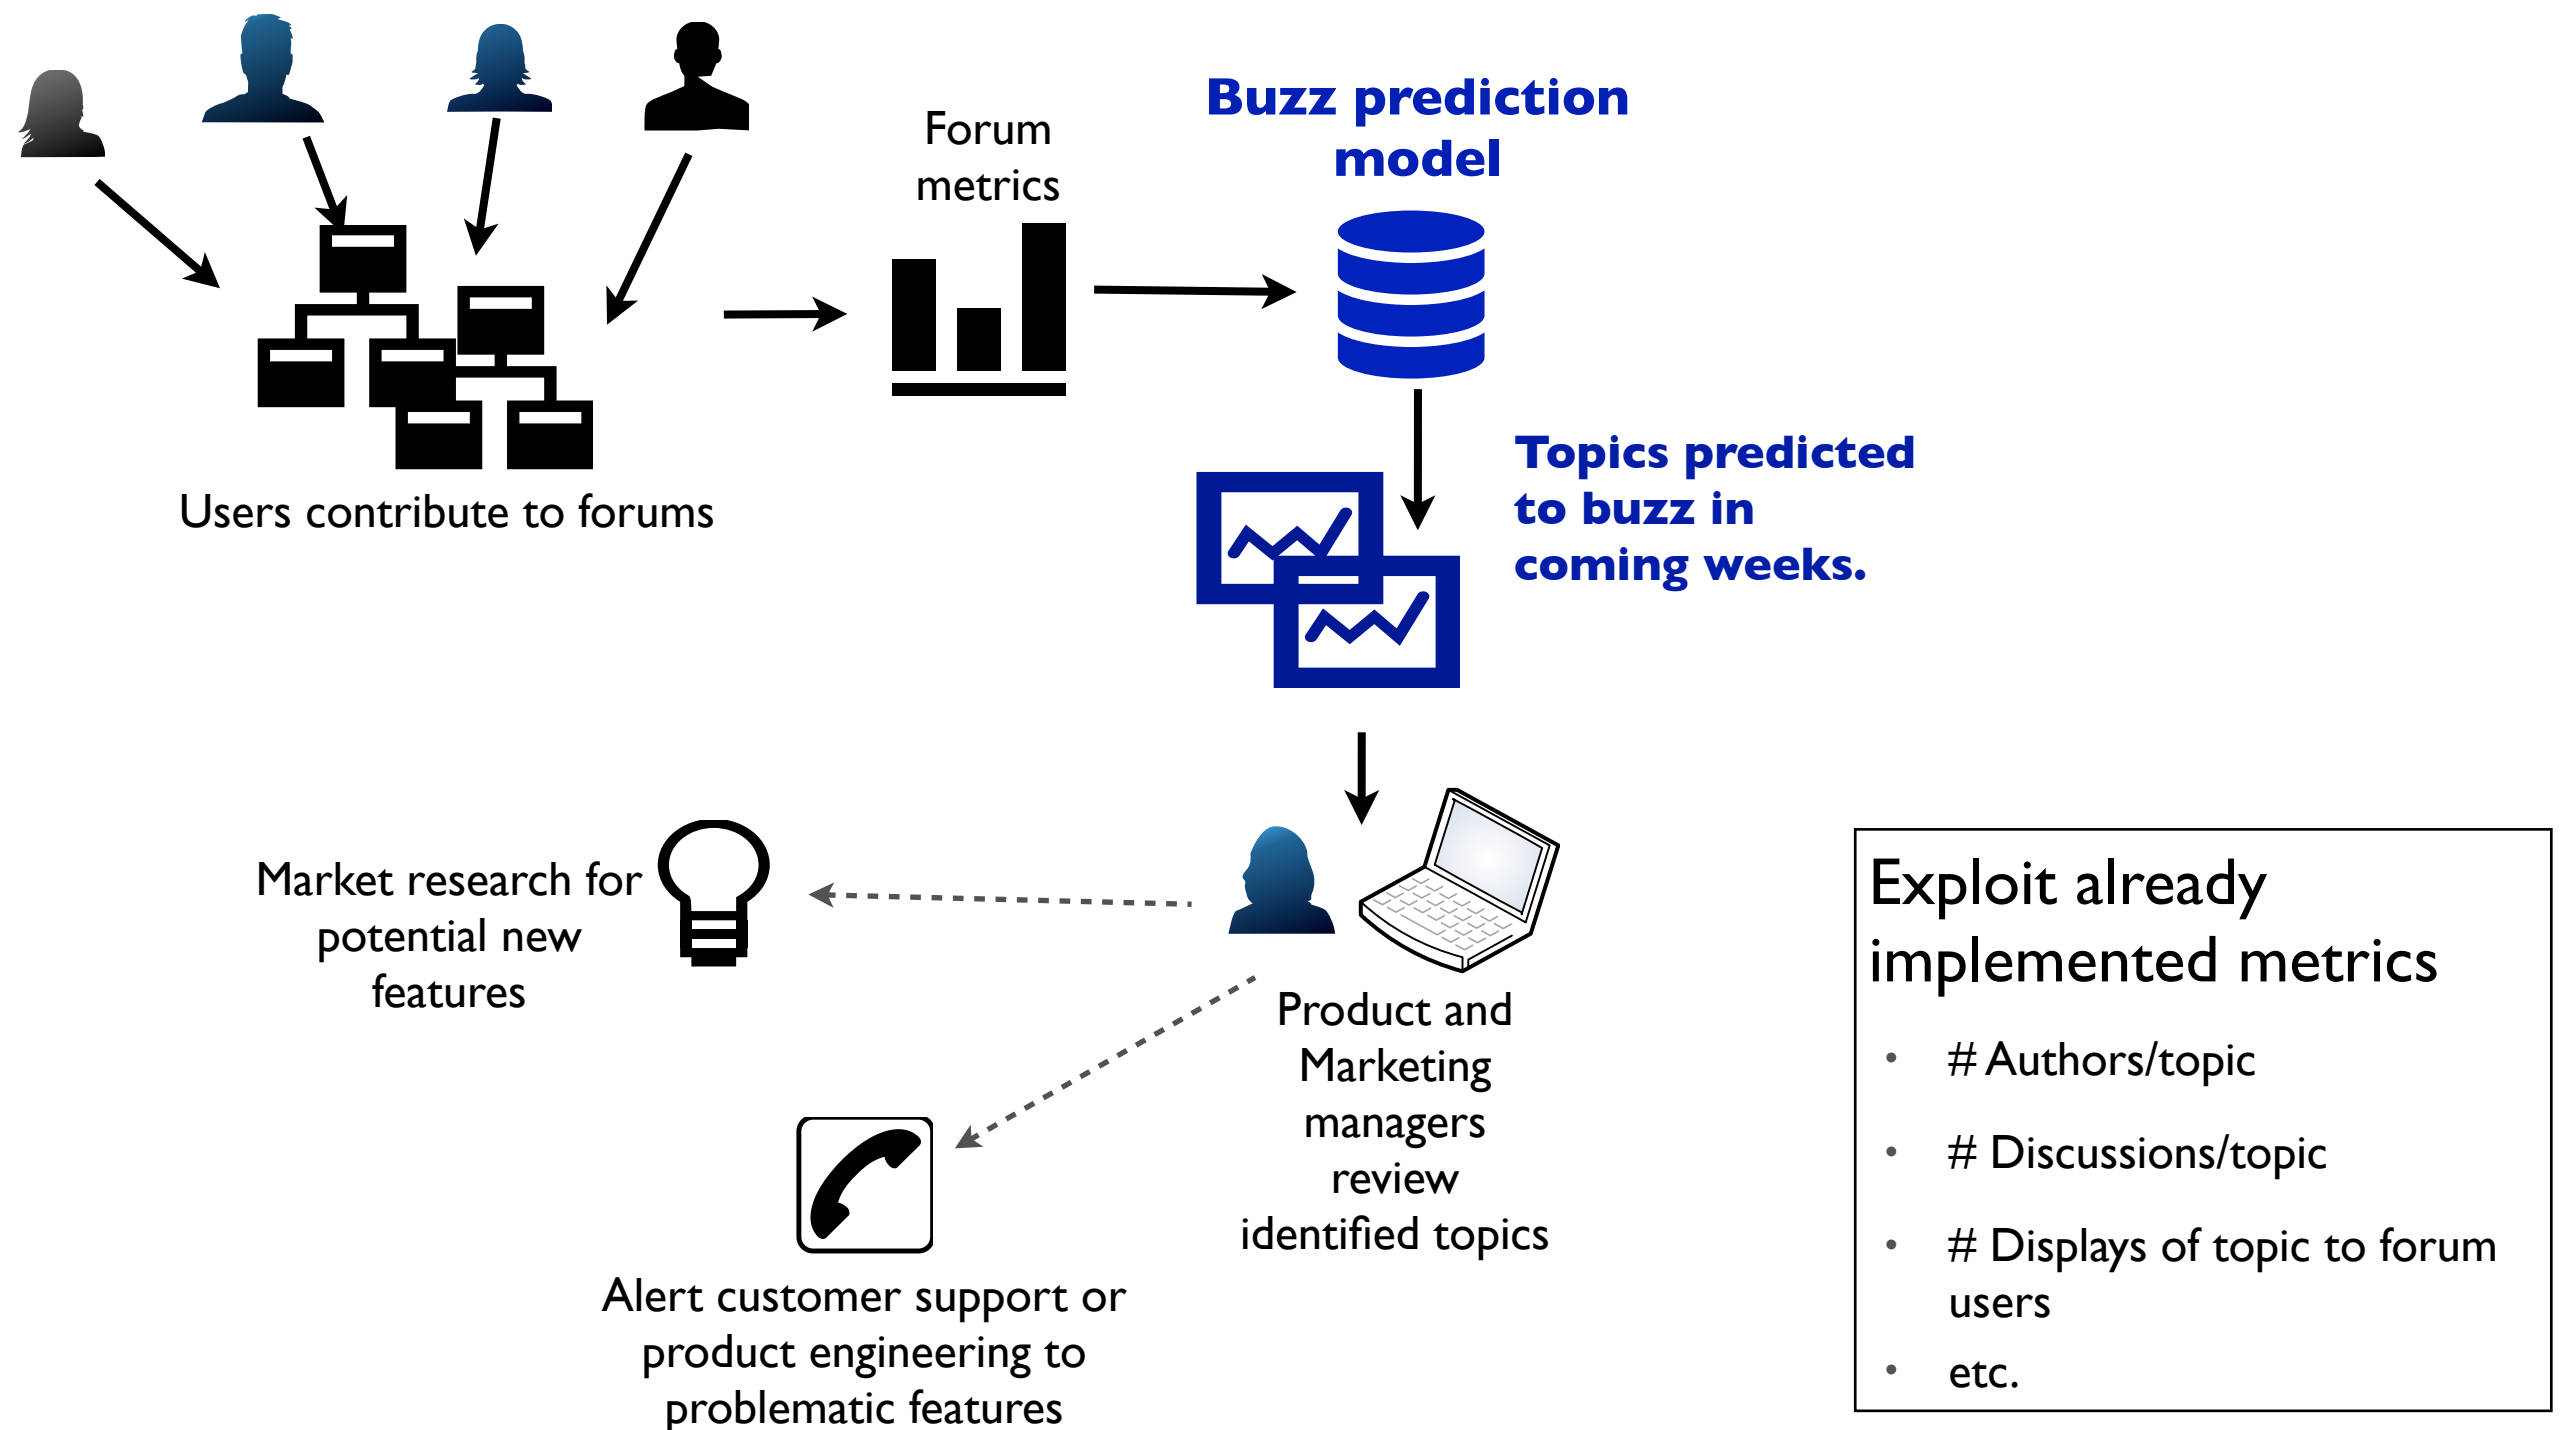 Forum
metrics
Buzz prediction
model
Users contribute to forums
Topics predicted
to buzz in
coming weeks.
Market research for
potential new
features
Product and
Marketing
managers
review
identified topics
Alert customer support or
product engineering to
problematic features
Exploit already
implemented metrics
• # Authors/topic
• # Discussions/topic
• # Displays of topic to forum
users
• etc.